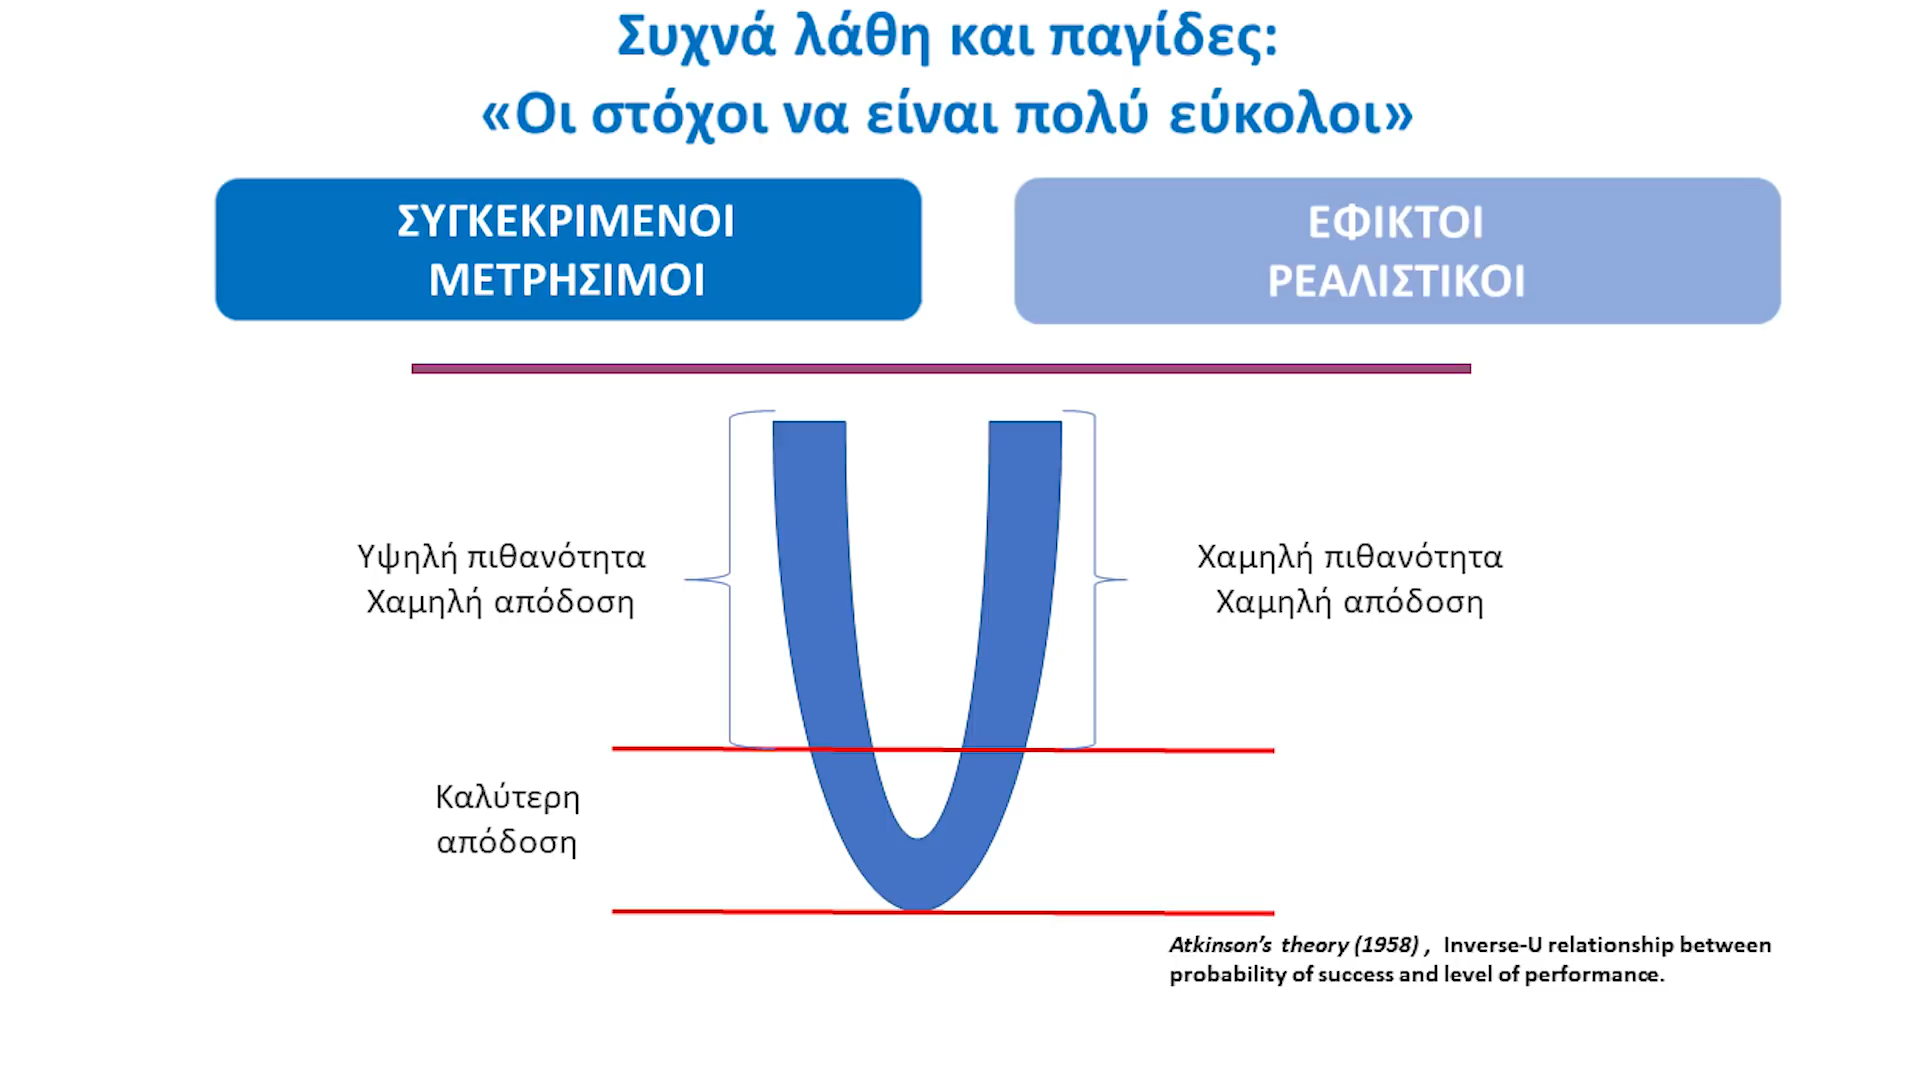 Συχνά λάθη και παγίδες:
«Οι στόχοι να είναι πολύ εύκολοι»
ΣΥΓΚΕΚΡΙΜΕΝΟΙ
ΜΕΤΡΗΣΙΜΟΙ
ΕΦΙΚΤΟΙ
ΡΕΑΛΙΣΤΙΚΟΙ
Υψηλή πιθανότητα
Χαμηλή απόδοση
Χαμηλή πιθανότητα
Χαμηλή απόδοση
Καλύτερη
απόδοση
Atkinson’s theory (1958) , Inverse-U relationship between
probability of success and level of performance.